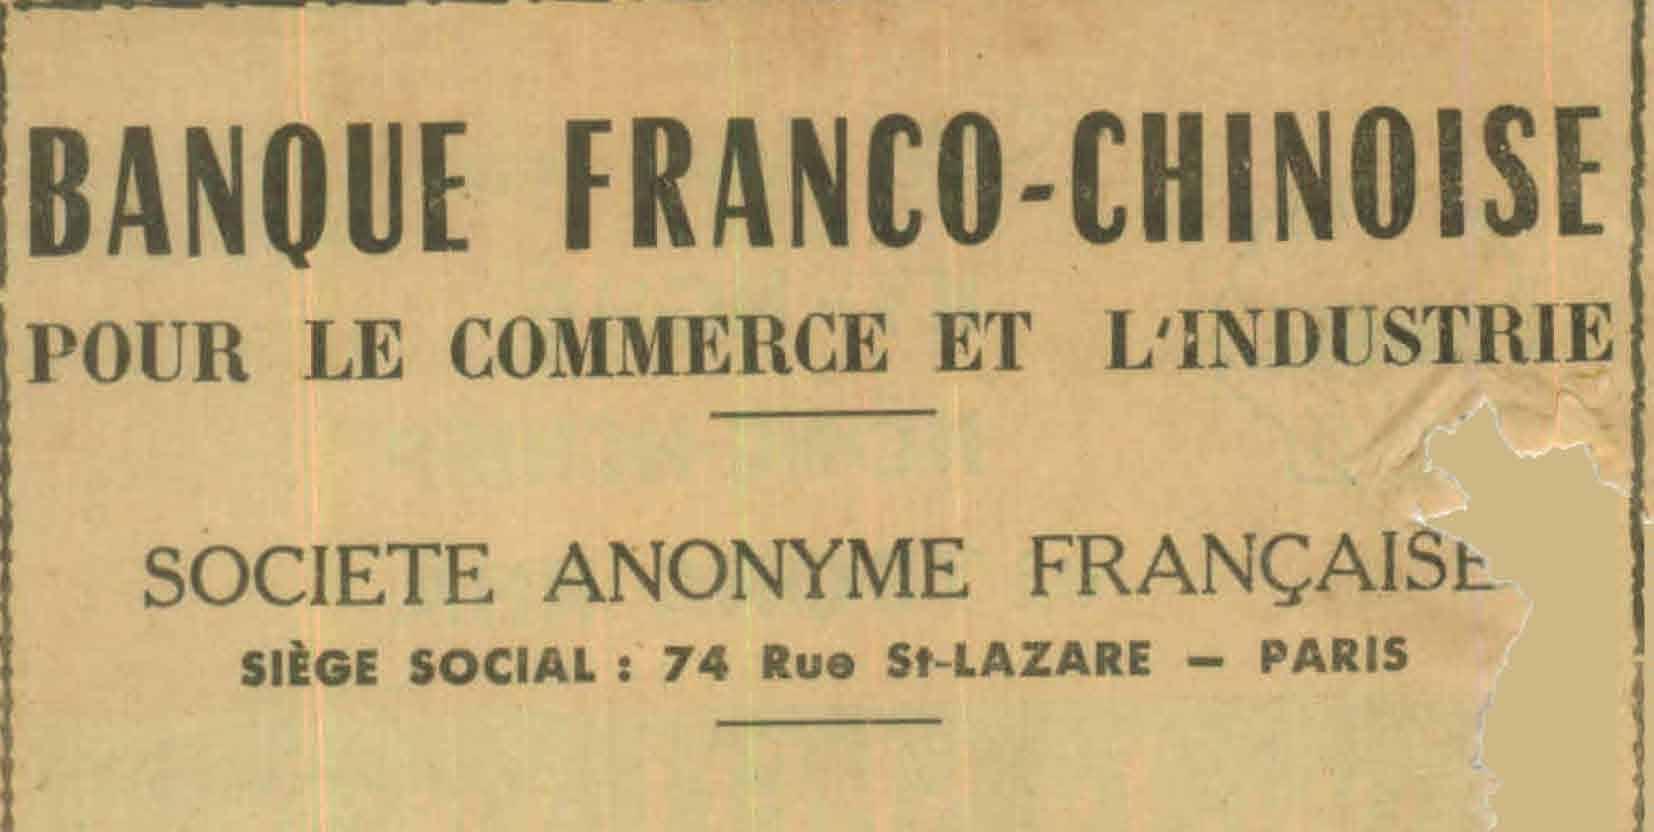 BANQUE FRANCO-CHINOISE
POUR LE COMMERCE ET L'INDUSTRIE
SOCIETE ANONYME FRANÇAISE
SIÈGE SOCIAL : 74 Rue St-LAZARE — PARIS